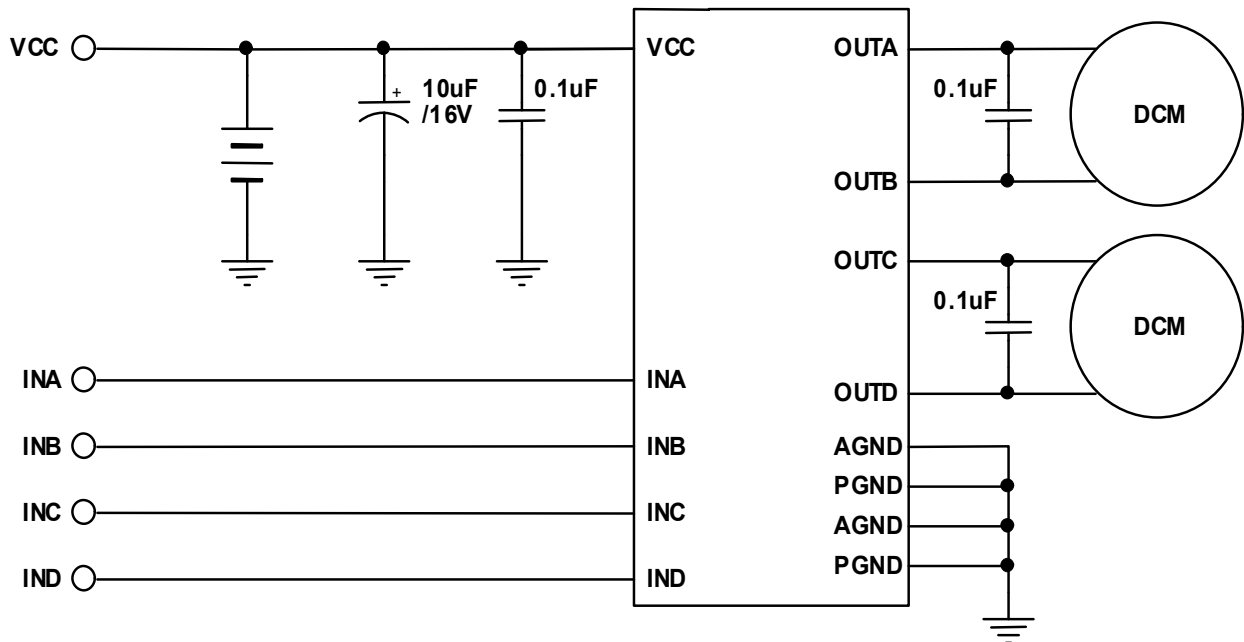 VCC
VCC
OUTA
+
10uF
/16V
0.1uF
0.1uF
DCM
OUTB
OUTC
0.1uF
DCM
INA
INA
OUTD
INB
INB
AGND
PGND
INC
INC
AGND
PGND
IND
IND